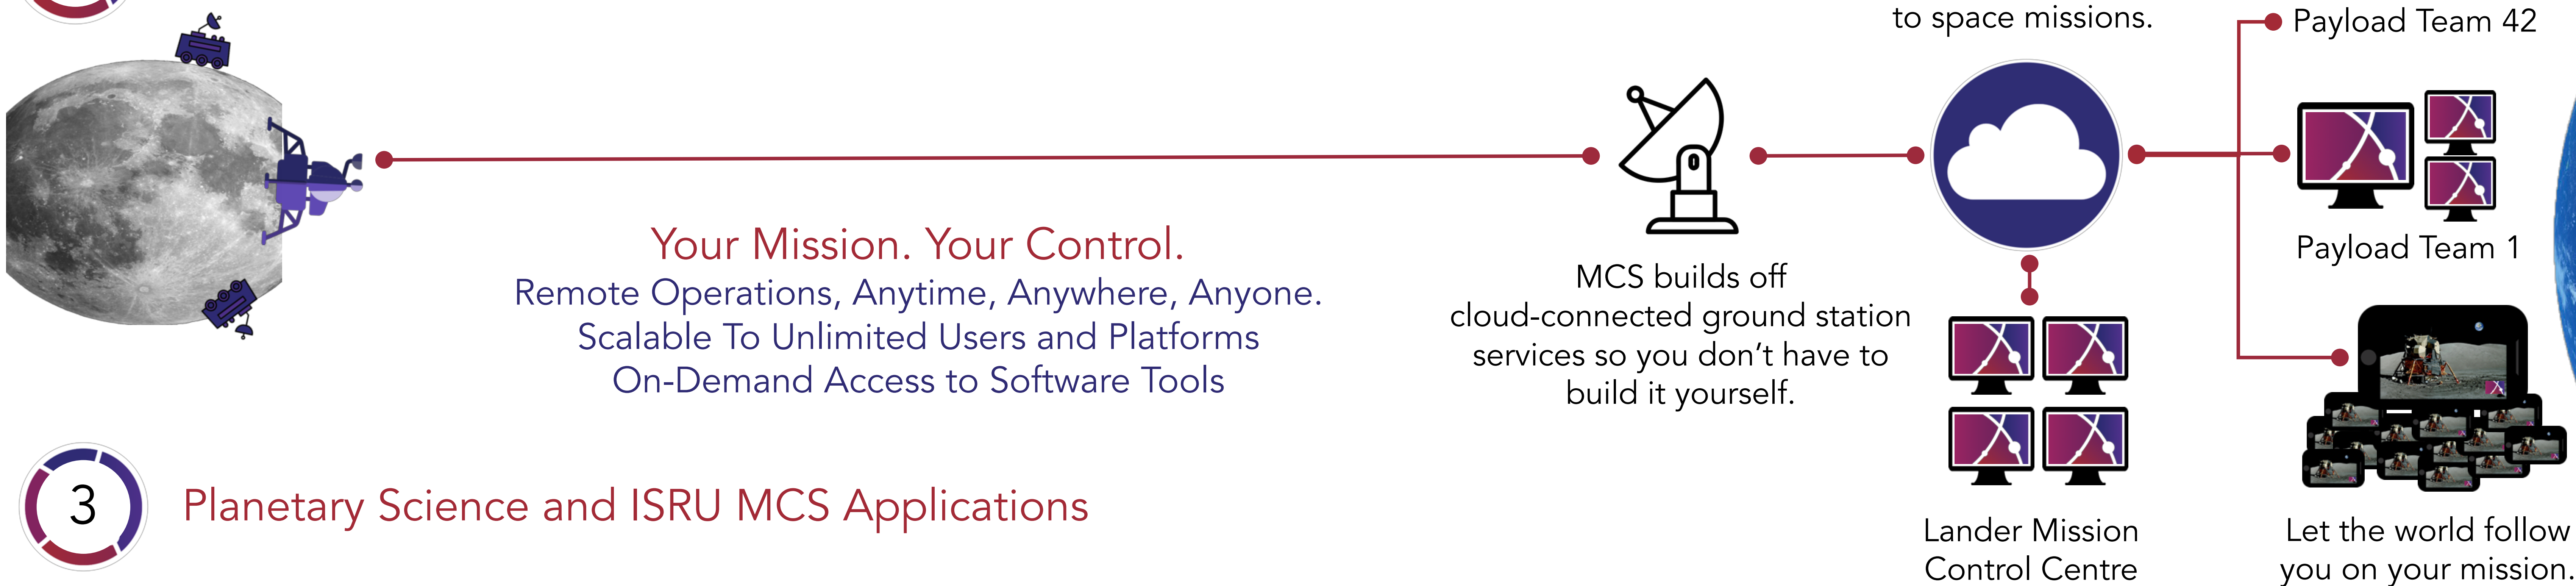 to space missions.
Payload Team 42
Payload Team 1
Your Mission. Your Control.
Remote Operations, Anytime, Anywhere, Anyone.
Scalable To Unlimited Users and Platforms
On-Demand Access to Software Tools
MCS builds off
cloud-connected ground station
services so you don’t have to
build it yourself.
3
Planetary Science and ISRU MCS Applications
Lander Mission
Control Centre
Let the world follow
you on your mission.